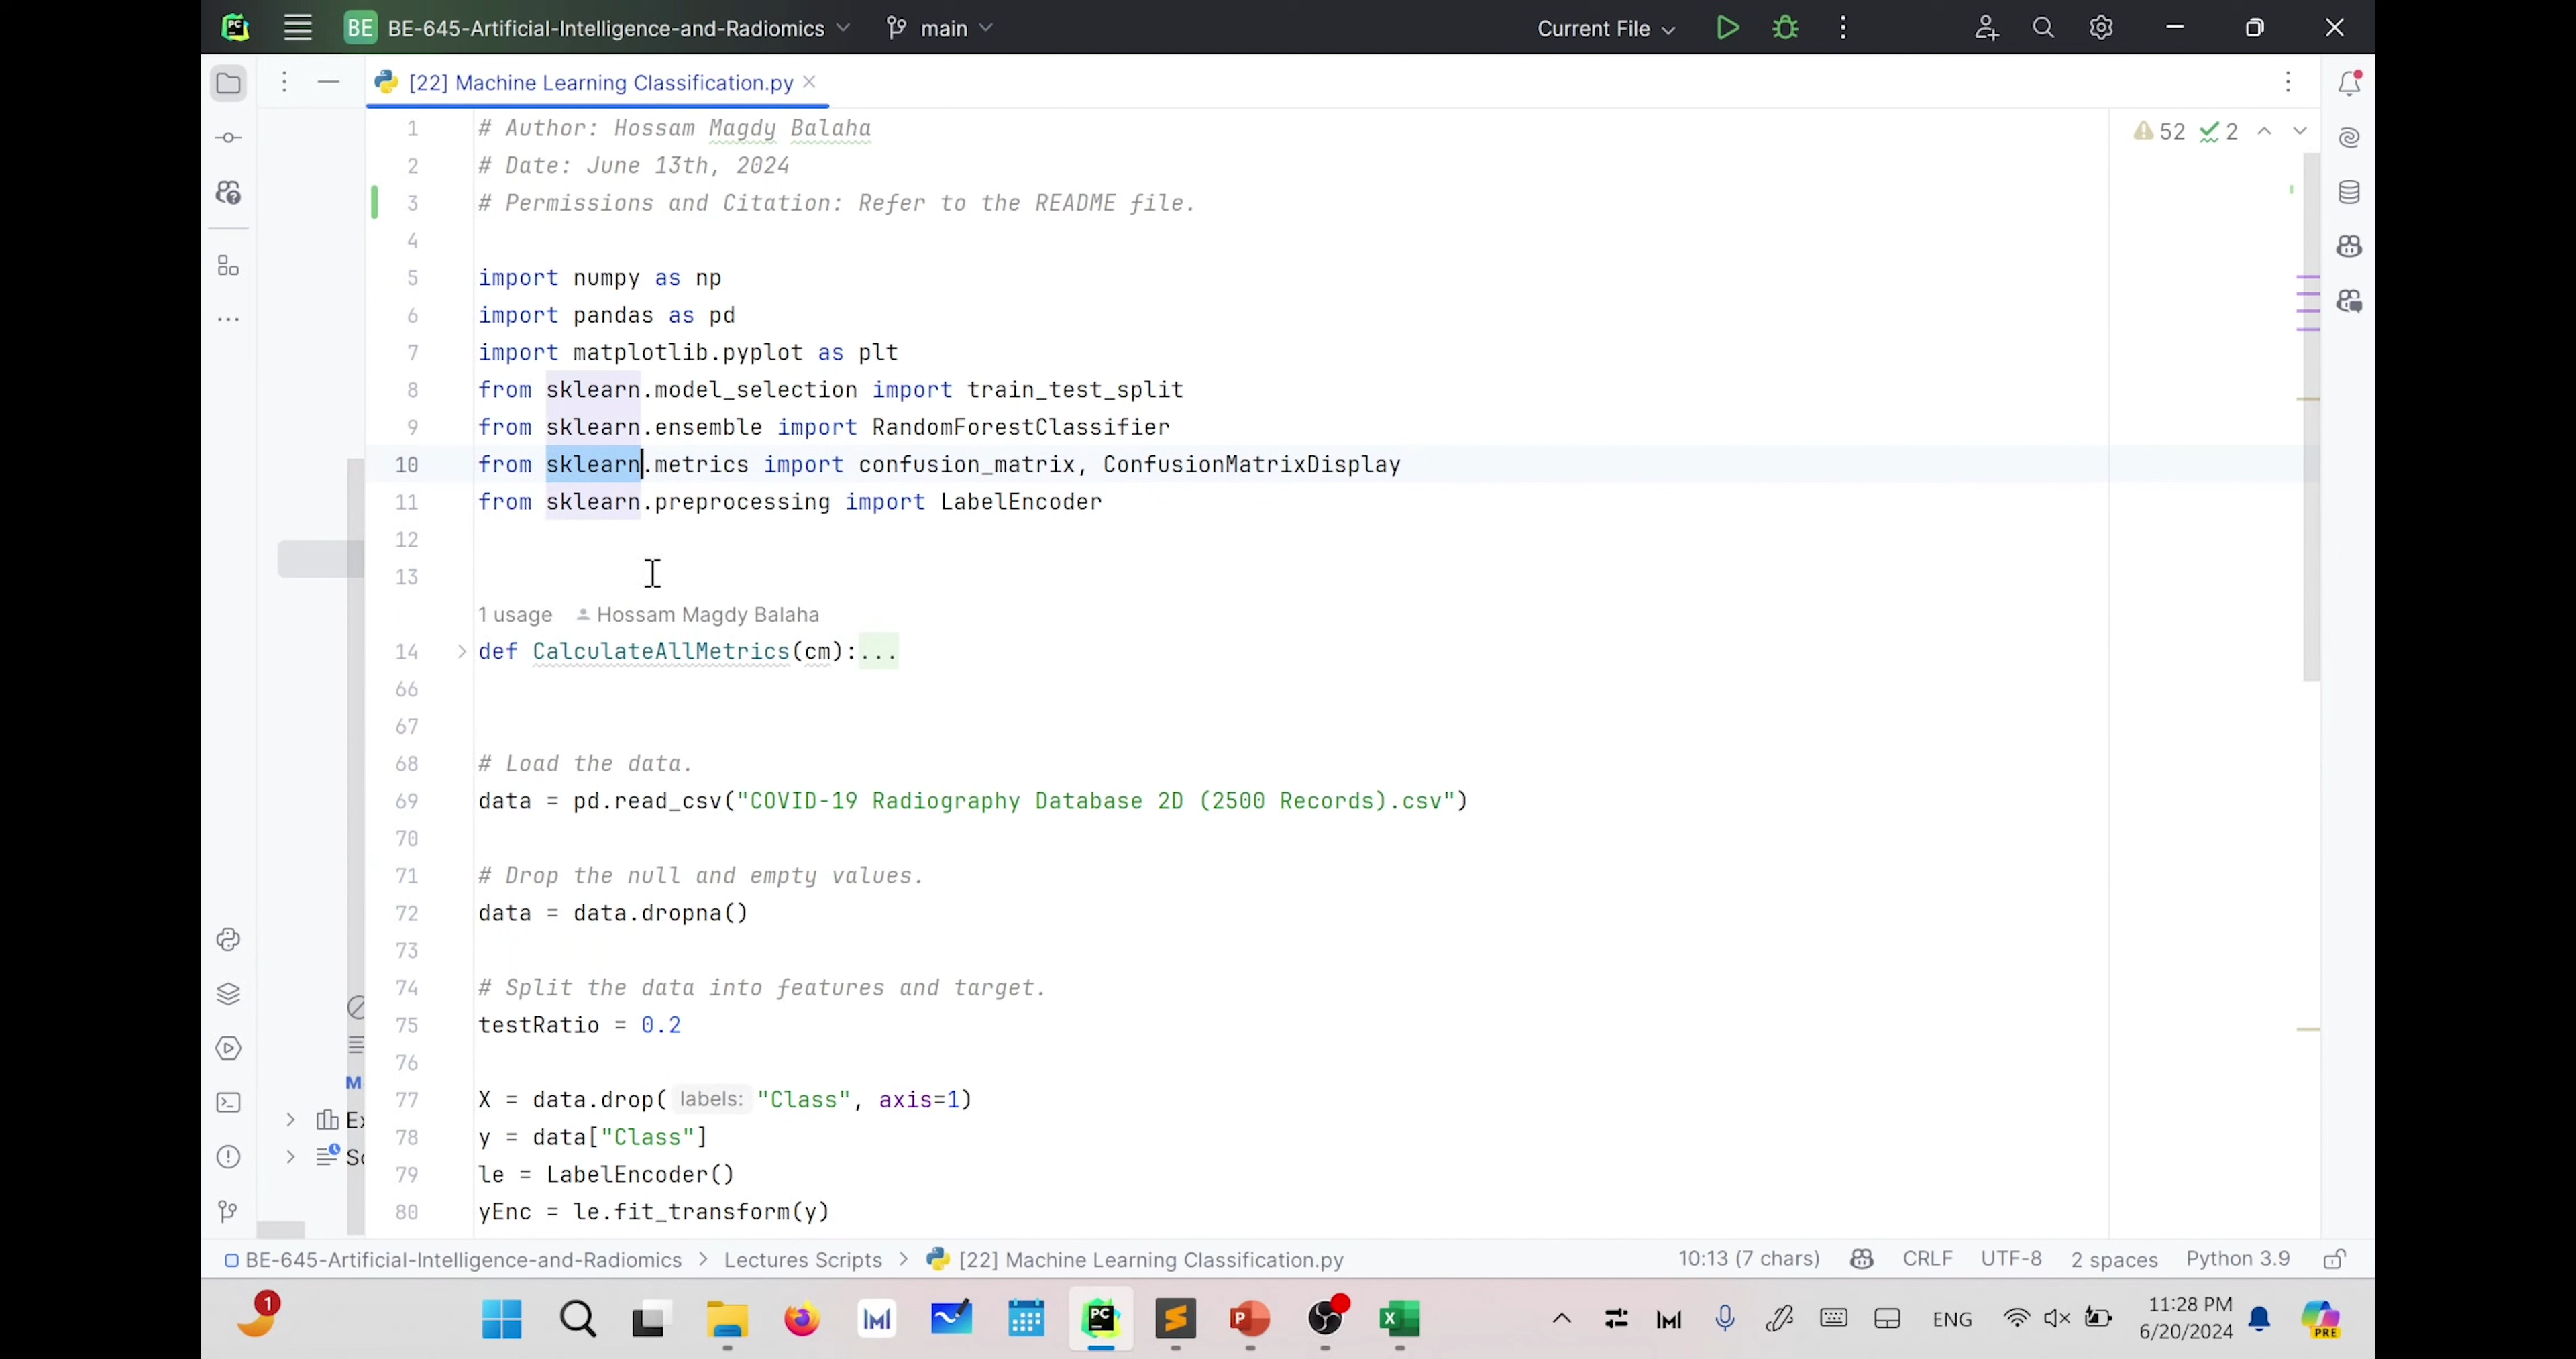 BE BE-645-Artificial-Intelligence-and-Radiomics main Current File
[22] Machine Learning Classification.py
1 # Author: Hossam Magdy Balaha
52 2
2 # Date: June 13th, 2024
3 # Permissions and Citation: Refer to the README file.
4
5 import numpy as np
6 import pandas as pd
7 import matplotlib.pyplot as plt
8 from sklearn.model_selection import train_test_split
9 from sklearn.ensemble import RandomForestClassifier
10 from sklearn.metrics import confusion_matrix, ConfusionMatrixDisplay
11 from sklearn.preprocessing import LabelEncoder
12
13
1 usage Hossam Magdy Balaha
14 def CalculateAllMetrics(cm):...
66
67
68 # Load the data.
69 data = pd.read_csv("COVID-19 Radiography Database 2D (2500 Records).csv")
70
71 # Drop the null and empty values.
72 data = data.dropna()
73
74 # Split the data into features and target.
75 testRatio = 0.2
76
77 X = data.drop( labels: "Class", axis=1)
78 y = data["Class"]
79 le = LabelEncoder()
80 yEnc = le.fit_transform(y)
M
Ex
Sc
BE-645-Artificial-Intelligence-and-Radiomics > Lectures Scripts > [22] Machine Learning Classification.py 10:13 (7 chars) CRLF UTF-8 2 spaces Python 3.9
1 ENG 11:28 PM
6/20/2024
PRE